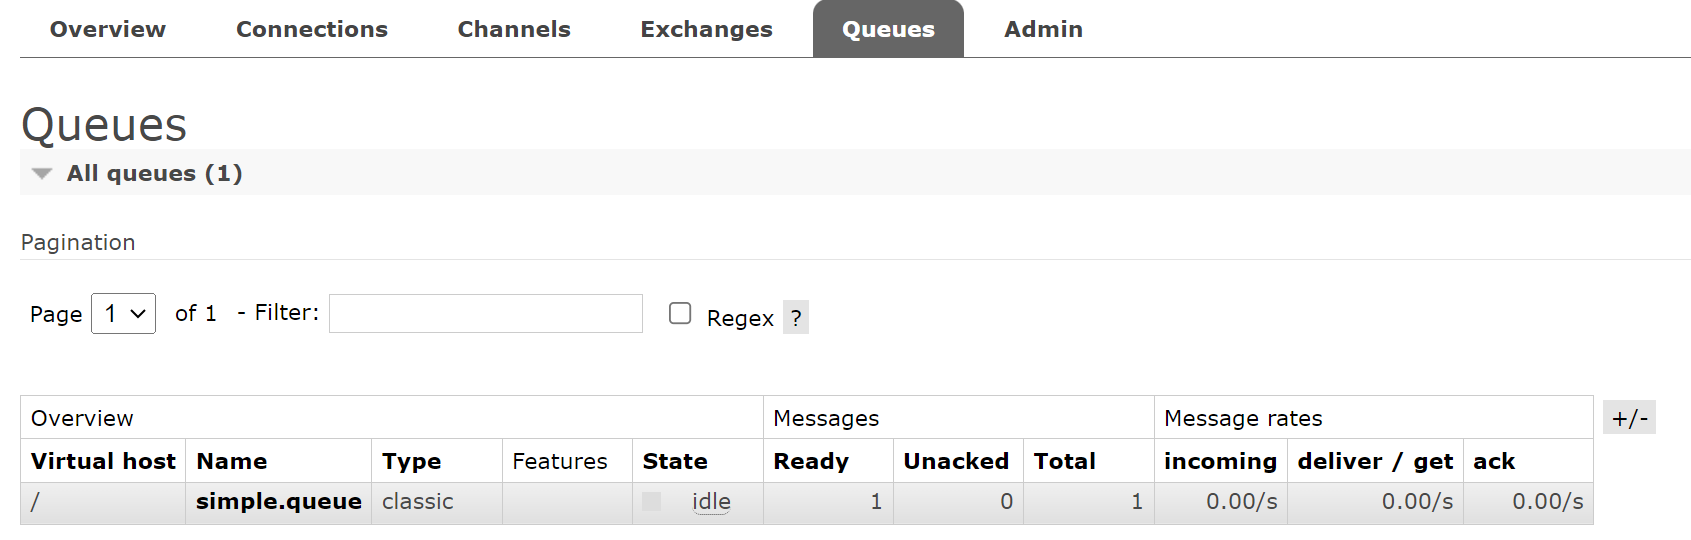 Overview Connections Channels Exchanges Queues Admin
Queues
All queues (1)
Pagination
Page 1 of 1 - Filter: Regex ?
Overview Messages Message rates +/-
Virtual host Name Type Features State Ready Unacked Total incoming deliver / get ack
/ simple.queue classic idle 1 0 1 0.00/s 0.00/s 0.00/s